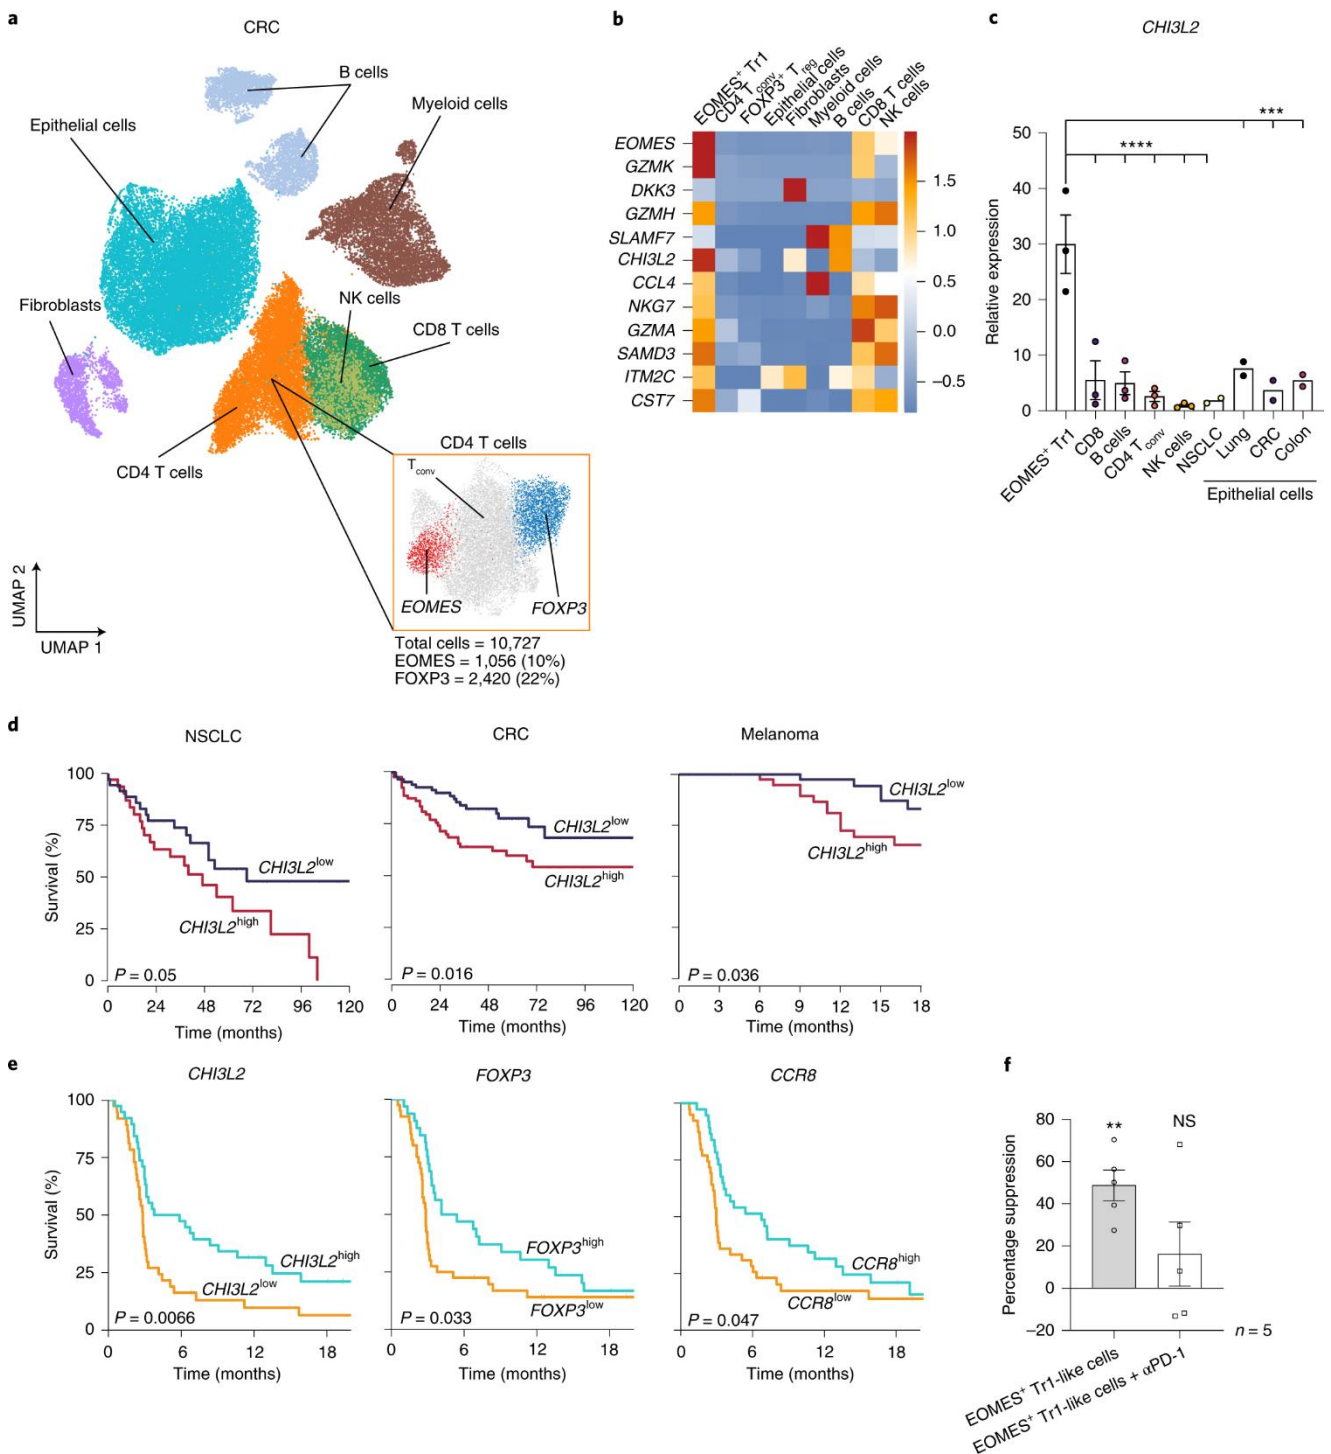 a
CRC
B cells
Myeloid cells
Epithelial cells
NK cells
Fibroblasts
CD8 T cells
CD4 T cells
CD4 T cells
Tconv
EOMES
FOXP3
Total cells = 10,727
EOMES = 1,056 (10%)
FOXP3 = 2,420 (22%)
UMAP 2
UMAP 1
b
EOMES+ Tr1
CD4 Tconv
FOXP3+ Treg
Epithelial cells
Fibroblasts
Myeloid cells
B cells
CD8 T cells
NK cells
EOMES
GZMK
DKK3
GZMH
SLAMF7
CHI3L2
CCL4
NKG7
GZMA
SAMD3
ITM2C
CST7
1.5
1.0
0.5
0.0
−0.5
c
CHI3L2
***
****
Relative expression
50
40
30
20
10
0
EOMES+ Tr1
CD8
B cells
CD4 Tconv
NK cells
NSCLC
Lung
CRC
Colon
Epithelial cells
d
NSCLC
CRC
Melanoma
Survival (%)
100
75
50
25
0
CHI3L2low
CHI3L2high
P = 0.05
0 24 48 72 96 120
Time (months)
CHI3L2low
CHI3L2high
P = 0.016
0 24 48 72 120
Time (months)
CHI3L2low
CHI3L2high
P = 0.036
0 3 6 9 12 15 18
Time (months)
e
CHI3L2
FOXP3
CCR8
Survival (%)
100
75
50
25
0
CHI3L2high
CHI3L2low
P = 0.0066
0 6 12 18
Time (months)
FOXP3high
FOXP3low
P = 0.033
0 6 12 18
Time (months)
CCR8high
CCR8low
P = 0.047
0 6 12 18
Time (months)
f
Percentage suppression
80
60
40
20
0
−20
**
NS
n = 5
EOMES+ Tr1-like cells
EOMES+ Tr1-like cells + αPD-1